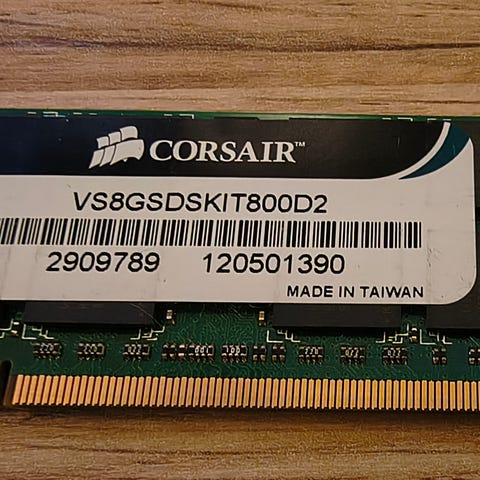 CORSAIR™
VS8GSDSKIT800D2
2909789 120501390
MADE IN TAIWAN